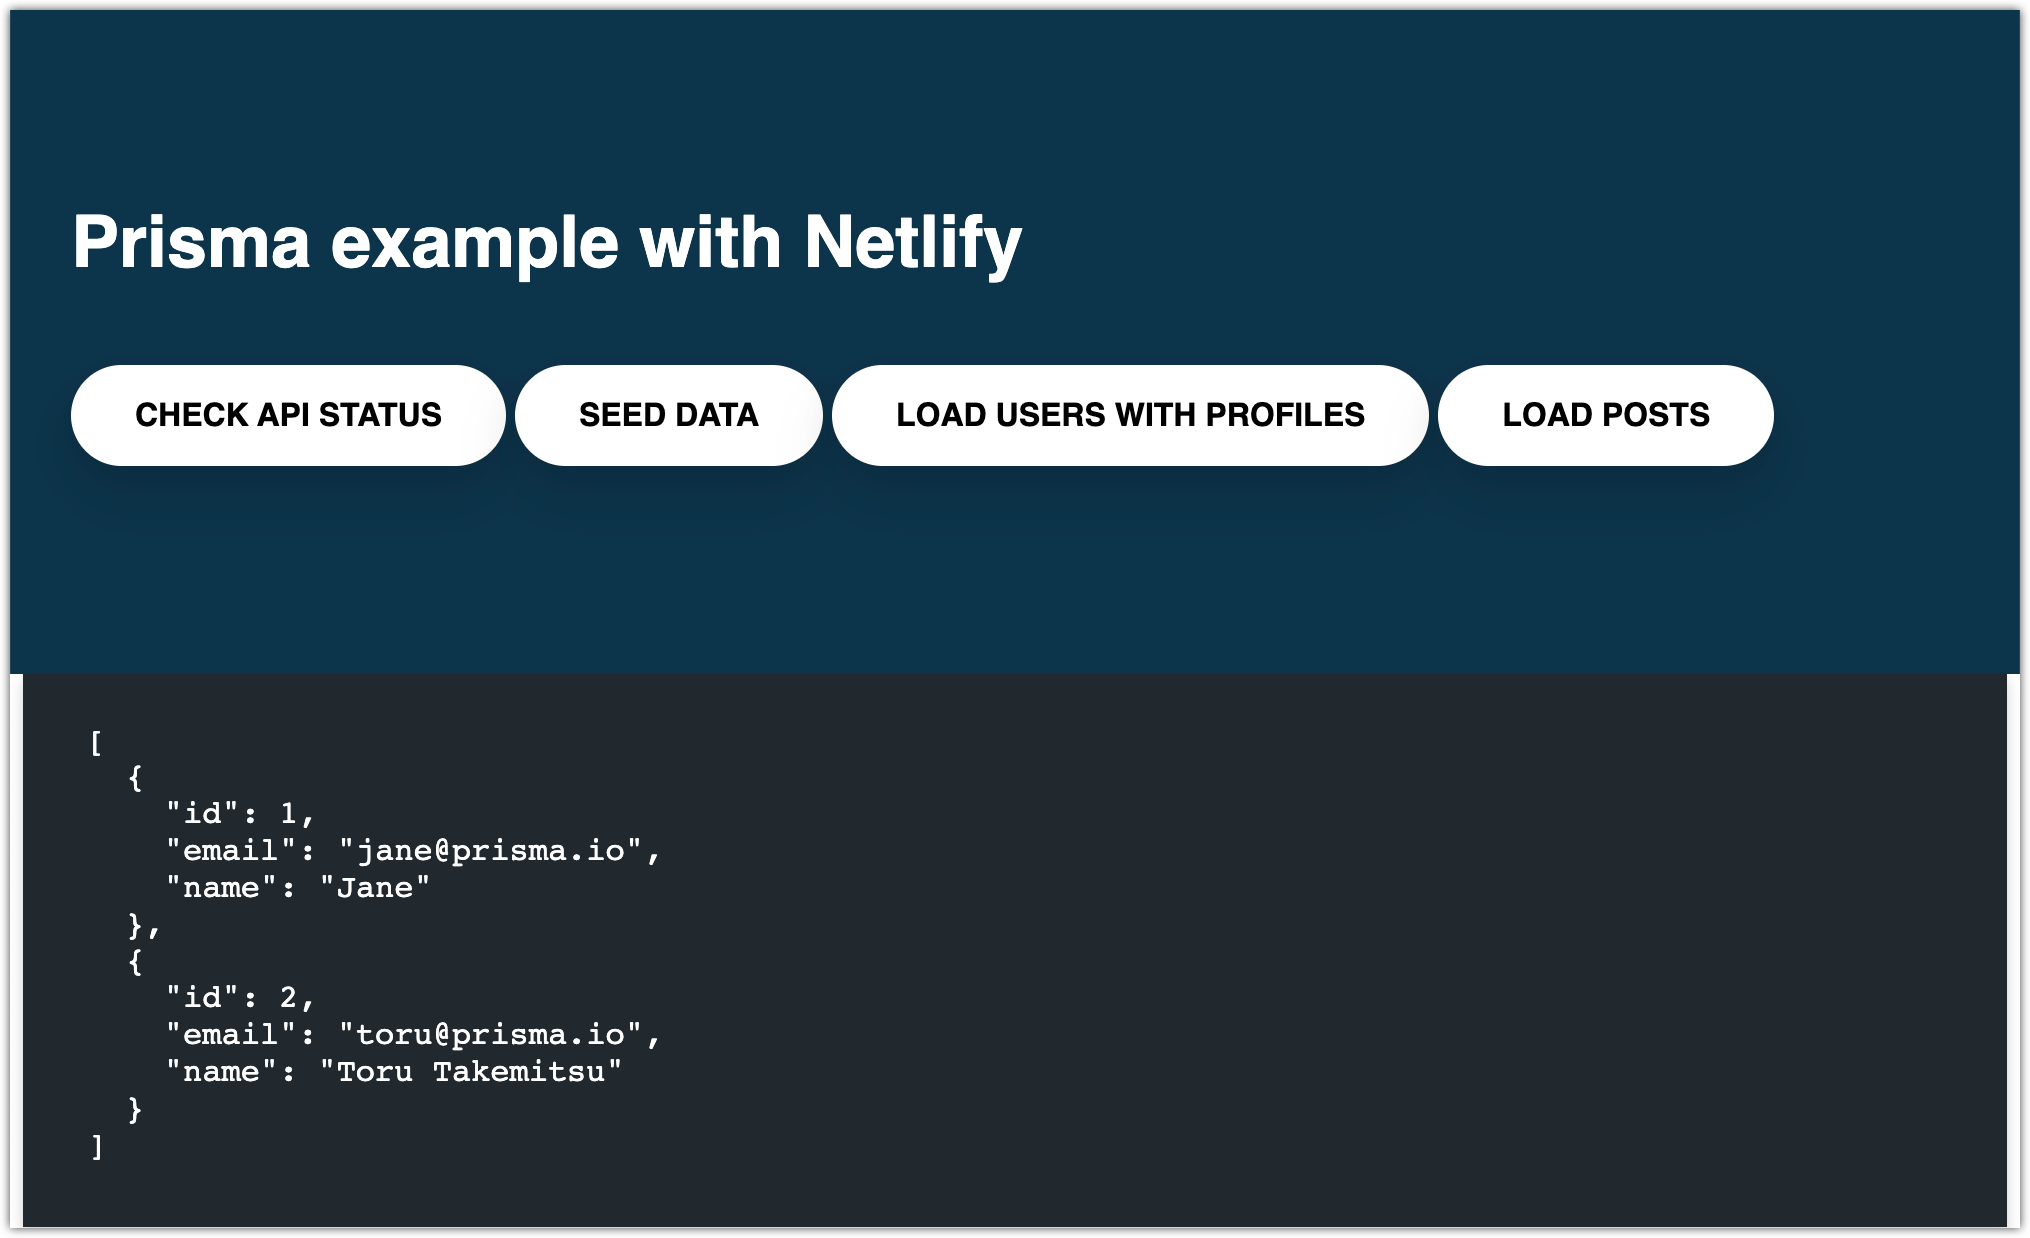 Prisma example with Netlify
CHECK API STATUS SEED DATA LOAD USERS WITH PROFILES LOAD POSTS
[
  {
    "id": 1,
    "email": "jane@prisma.io",
    "name": "Jane"
  },
  {
    "id": 2,
    "email": "toru@prisma.io",
    "name": "Toru Takemitsu"
  }
]